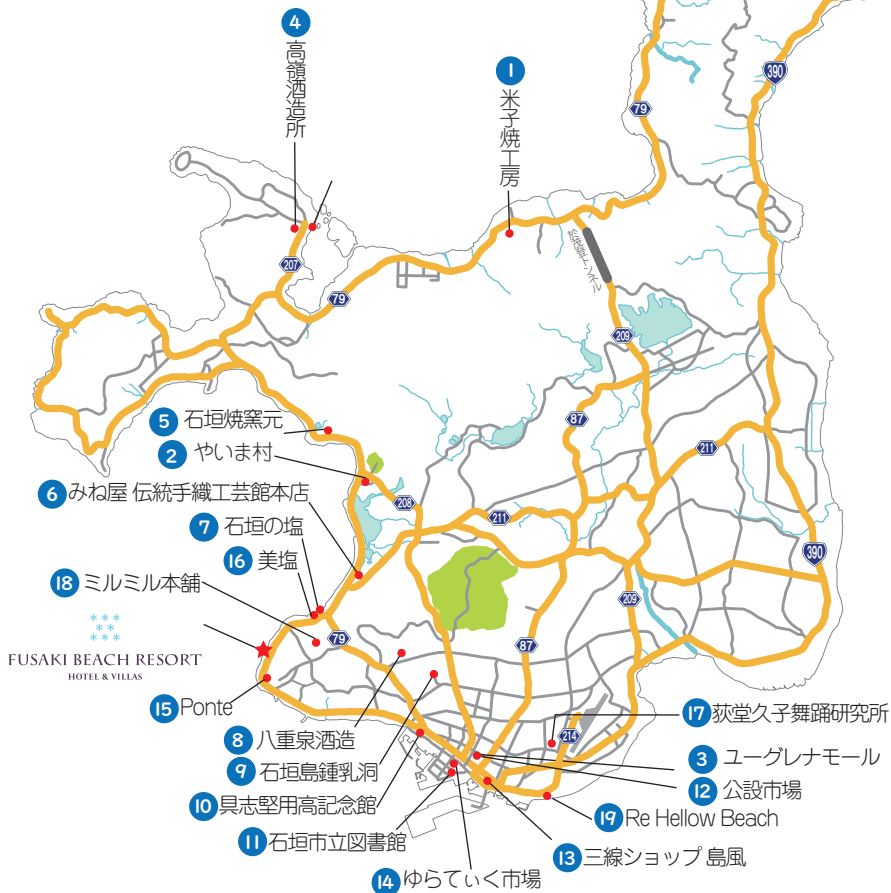 4
高嶺酒造所
1
米子焼工房
390
79
207
79
209
87
211
5 石垣焼窯元
2 やいま村
208
6 みね屋 伝統手織工芸館本店
211
7 石垣の塩
390
16 美塩
18 ミルミル本舗
209
79
87
FUSAKI BEACH RESORT
HOTEL & VILLAS
15 Ponte
17 荻堂久子舞踊研究所
214
8 八重泉酒造
3 ユーグレナモール
9 石垣島鍾乳洞
12 公設市場
10 具志堅用高記念館
19 Re Hellow Beach
11 石垣市立図書館
13 三線ショップ 島風
14 ゆらてぃく市場